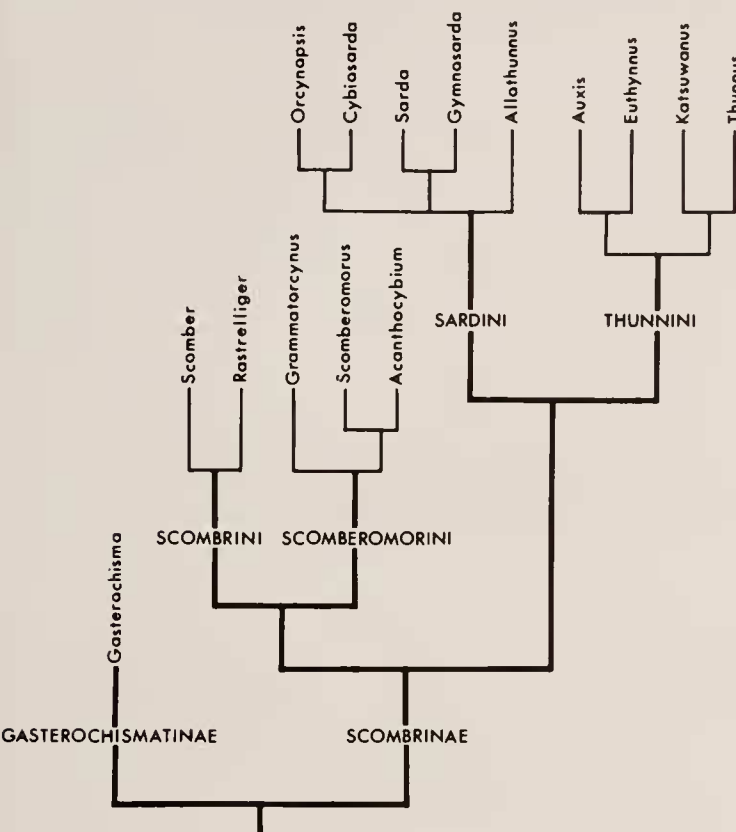 Orcynopsis
Cybiosarda
Sarda
Gymnosarda
Allothunnus
Auxis
Euthynnus
Katsuwonus
Thunnus
Scomber
Rastrelliger
Grammatorcynus
Scomberomorus
Acanthocybium
SARDINI
THUNNINI
SCOMBRINI
SCOMBEROMORINI
Gasterochisma
GASTEROCHISMATINAE
SCOMBRINAE